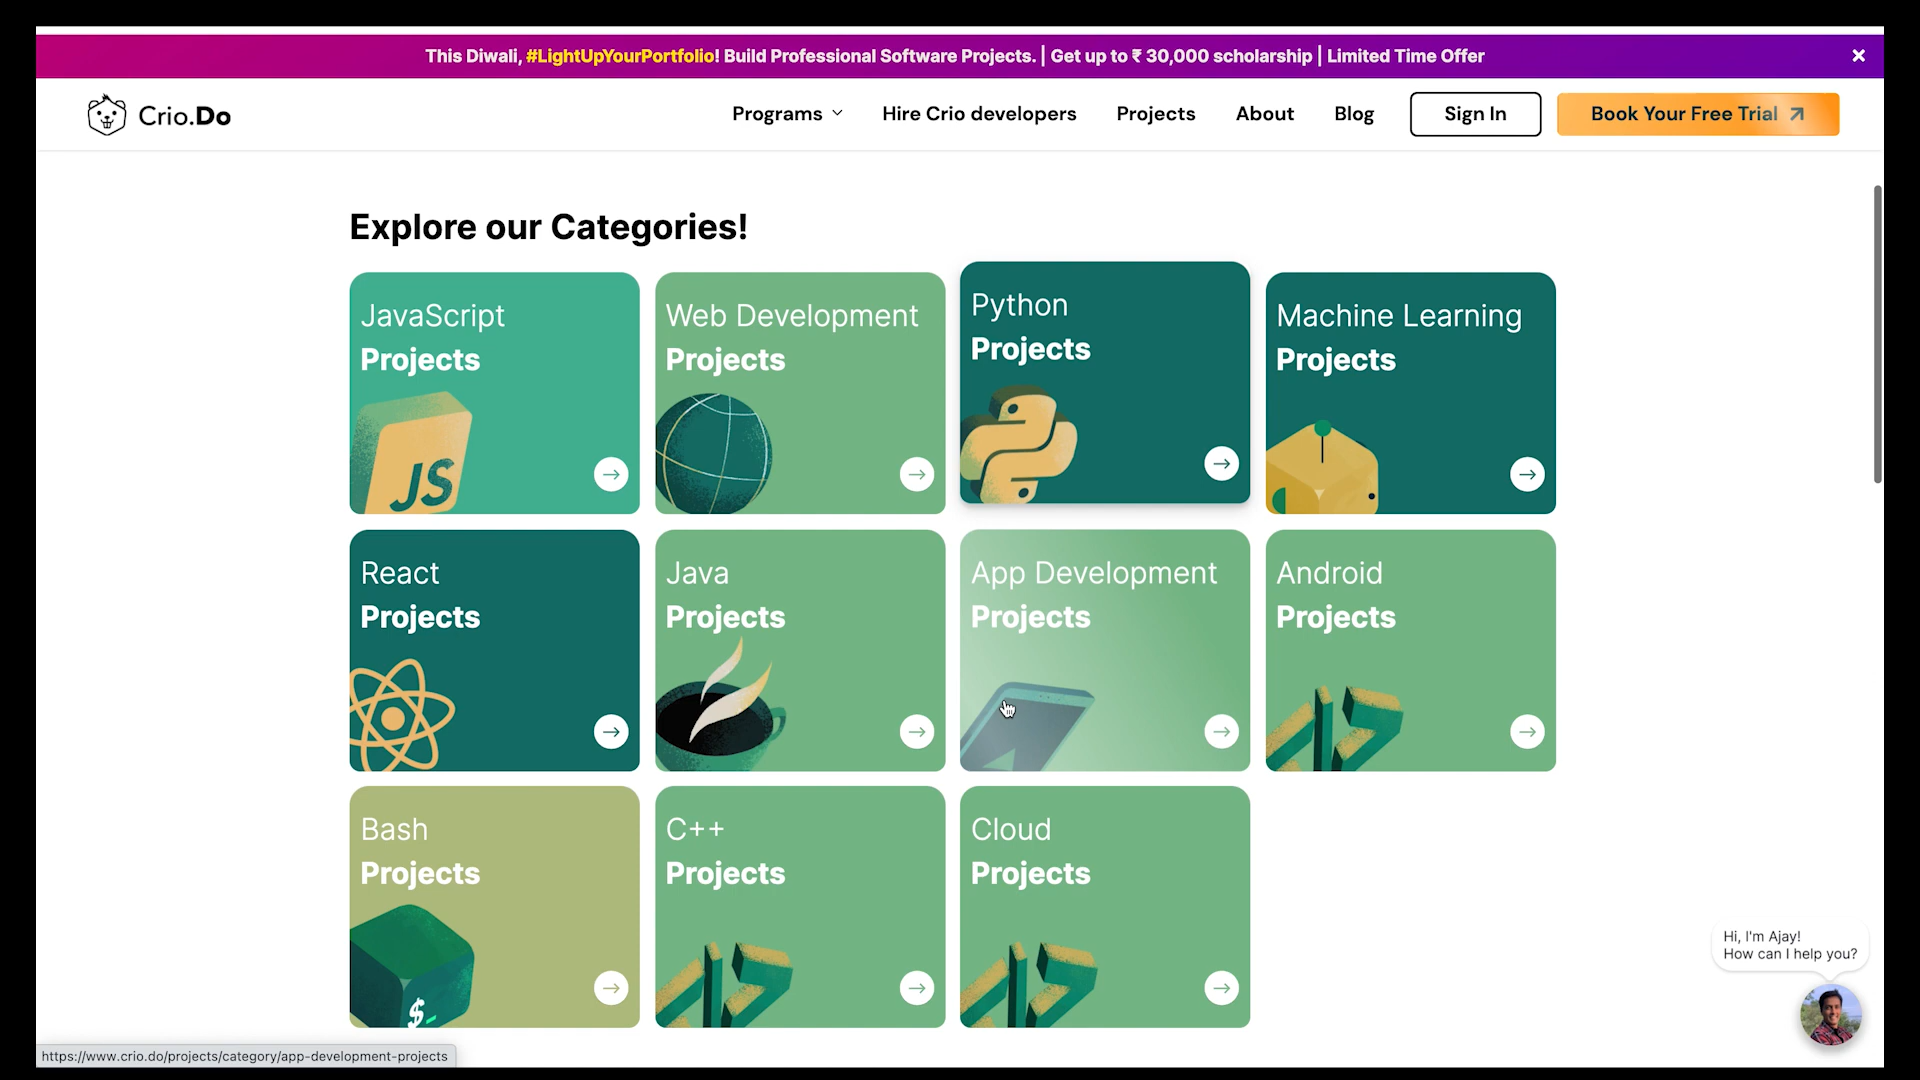 This Diwali, #LightUpYourPortfolio! Build Professional Software Projects. | Get up to ₹ 30,000 scholarship | Limited Time Offer
Crio.Do
Programs
Hire Crio developers
Projects
About
Blog
Sign In
Book Your Free Trial
Explore our Categories!
JavaScript
Projects
JS
Web Development
Projects
Python
Projects
Machine Learning
Projects
React
Projects
Java
Projects
App Development
Projects
Android
Projects
Bash
Projects
$-
C++
Projects
Cloud
Projects
Hi, I'm Ajay!
How can I help you?
https://www.crio.do/projects/category/app-development-projects